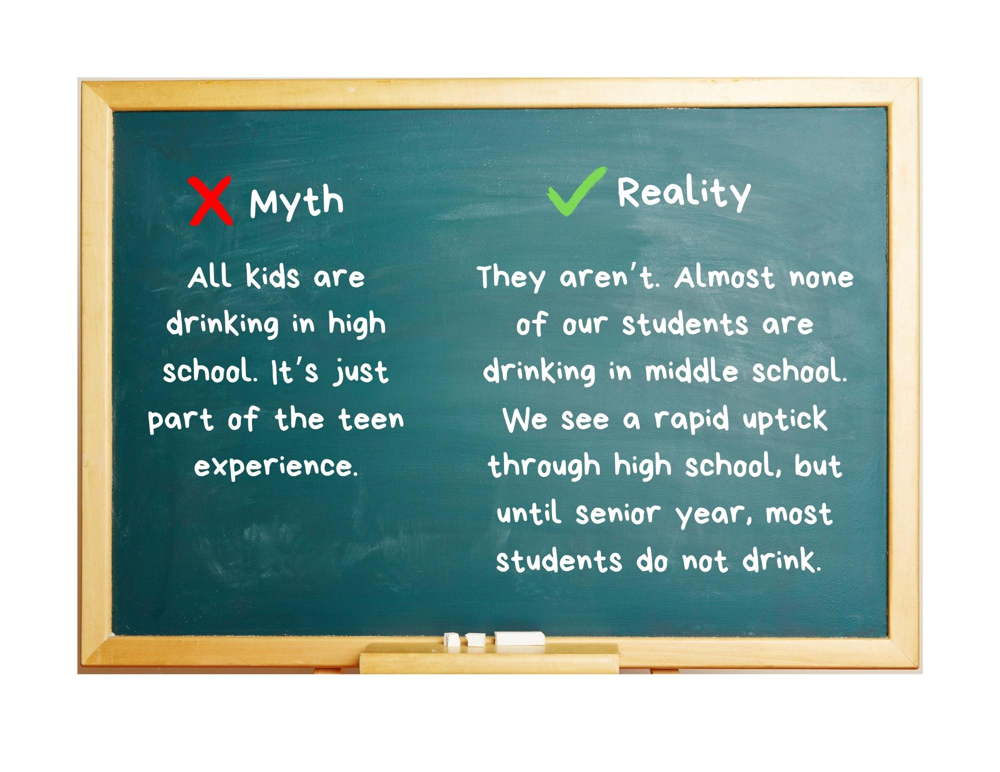 Myth
All kids are
drinking in high
school. It's just
part of the teen
experience.
Reality
They aren't. Almost none
of our students are
drinking in middle school.
We see a rapid uptick
through high school, but
until senior year, most
students do not drink.